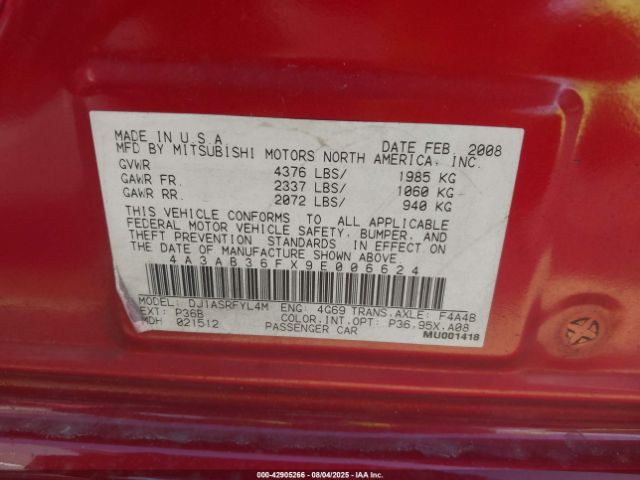 MADE IN U.S.A. DATE FEB. 2008
MFD BY MITSUBISHI MOTORS NORTH AMERICA, INC.
GVWR 4376 LBS/ 1985 KG
GAWR FR. 2337 LBS/ 1060 KG
GAWR RR. 2072 LBS/ 940 KG
THIS VEHICLE CONFORMS TO ALL APPLICABLE
FEDERAL MOTOR VEHICLE SAFETY, BUMPER, AND
THEFT PREVENTION STANDARDS IN EFFECT ON
THE DATE OF MANUFACTURE SHOWN ABOVE.
4A3AB36FX9E006624
MODEL: DJ1ASRFYL4M ENG: 4G69 TRANS.AXLE: F4A4B
EXT: P36B COLOR.INT.OPT: P36.95X.A08
MDH 021512 PASSENGER CAR
MU001418
000-42905266 - 08/04/2025 - IAA Inc.